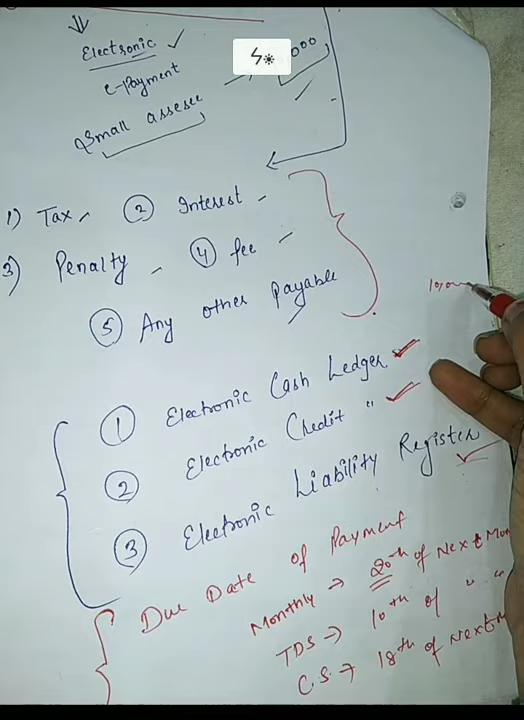 Electronic ✓
e-Payment
Small assesee
1) Tax ② Interest
3) Penalty ④ fee
⑤ Any other Payable
① Electronic Cash Ledger ✓
② Electronic Credit " ✓
③ Electronic Liability Register ✓
Due Date of Payment
Monthly → 20th of Next Mon
TDS → 10th of " "
C.S. → 18th of Next M